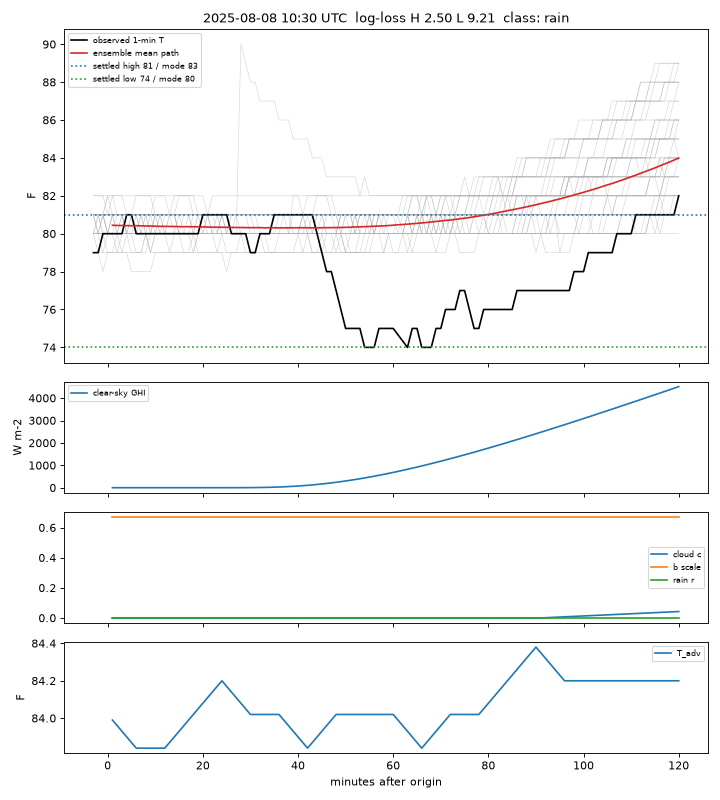 2025-08-08 10:30 UTC  log-loss H 2.50 L 9.21  class: rain
90
88
86
84
82
80
78
76
74
F
observed 1-min T
ensemble mean path
settled high 81 / mode 83
settled low 74 / mode 80
4000
3000
2000
1000
0
W m-2
clear-sky GHI
0.6
0.4
0.2
0.0
cloud c
b scale
rain r
84.4
84.2
84.0
F
T_adv
0 20 40 60 80 100 120
minutes after origin